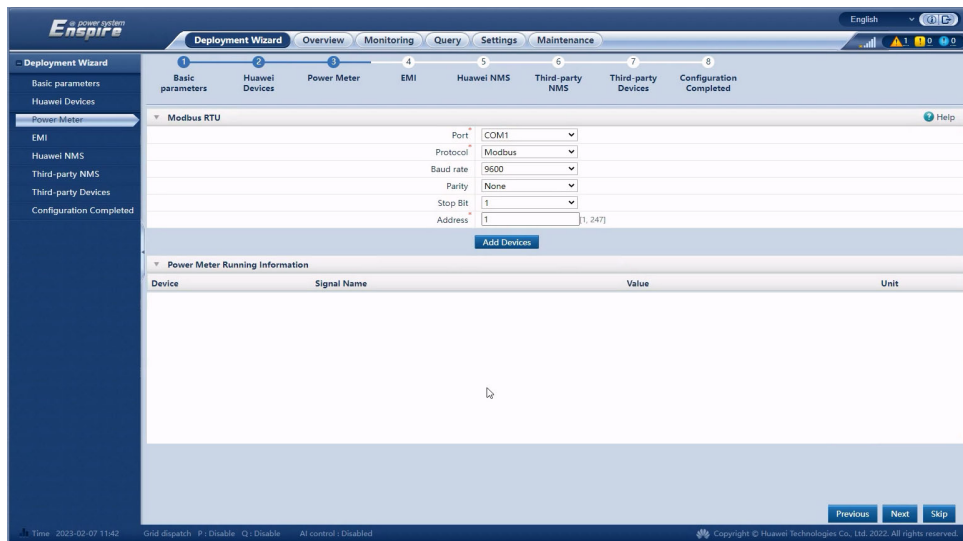 power system
Enspire
English
Deployment Wizard
Overview
Monitoring
Query
Settings
Maintenance
1
0
0
Deployment Wizard
Basic parameters
Huawei Devices
Power Meter
EMI
Huawei NMS
Third-party NMS
Third-party Devices
Configuration Completed
1
Basic
parameters
2
Huawei
Devices
3
Power Meter
4
EMI
5
Huawei NMS
6
Third-party
NMS
7
Third-party
Devices
8
Configuration
Completed
Modbus RTU
Help
Port * COM1
Protocol * Modbus
Baud rate 9600
Parity None
Stop Bit 1
Address * 1 [1, 247]
Add Devices
Power Meter Running Information
Device Signal Name Value Unit
Previous Next Skip
Time 2023-02-07 11:42 Grid dispatch P : Disable Q : Disable AI control : Disabled
Copyright © Huawei Technologies Co., Ltd. 2022. All rights reserved.